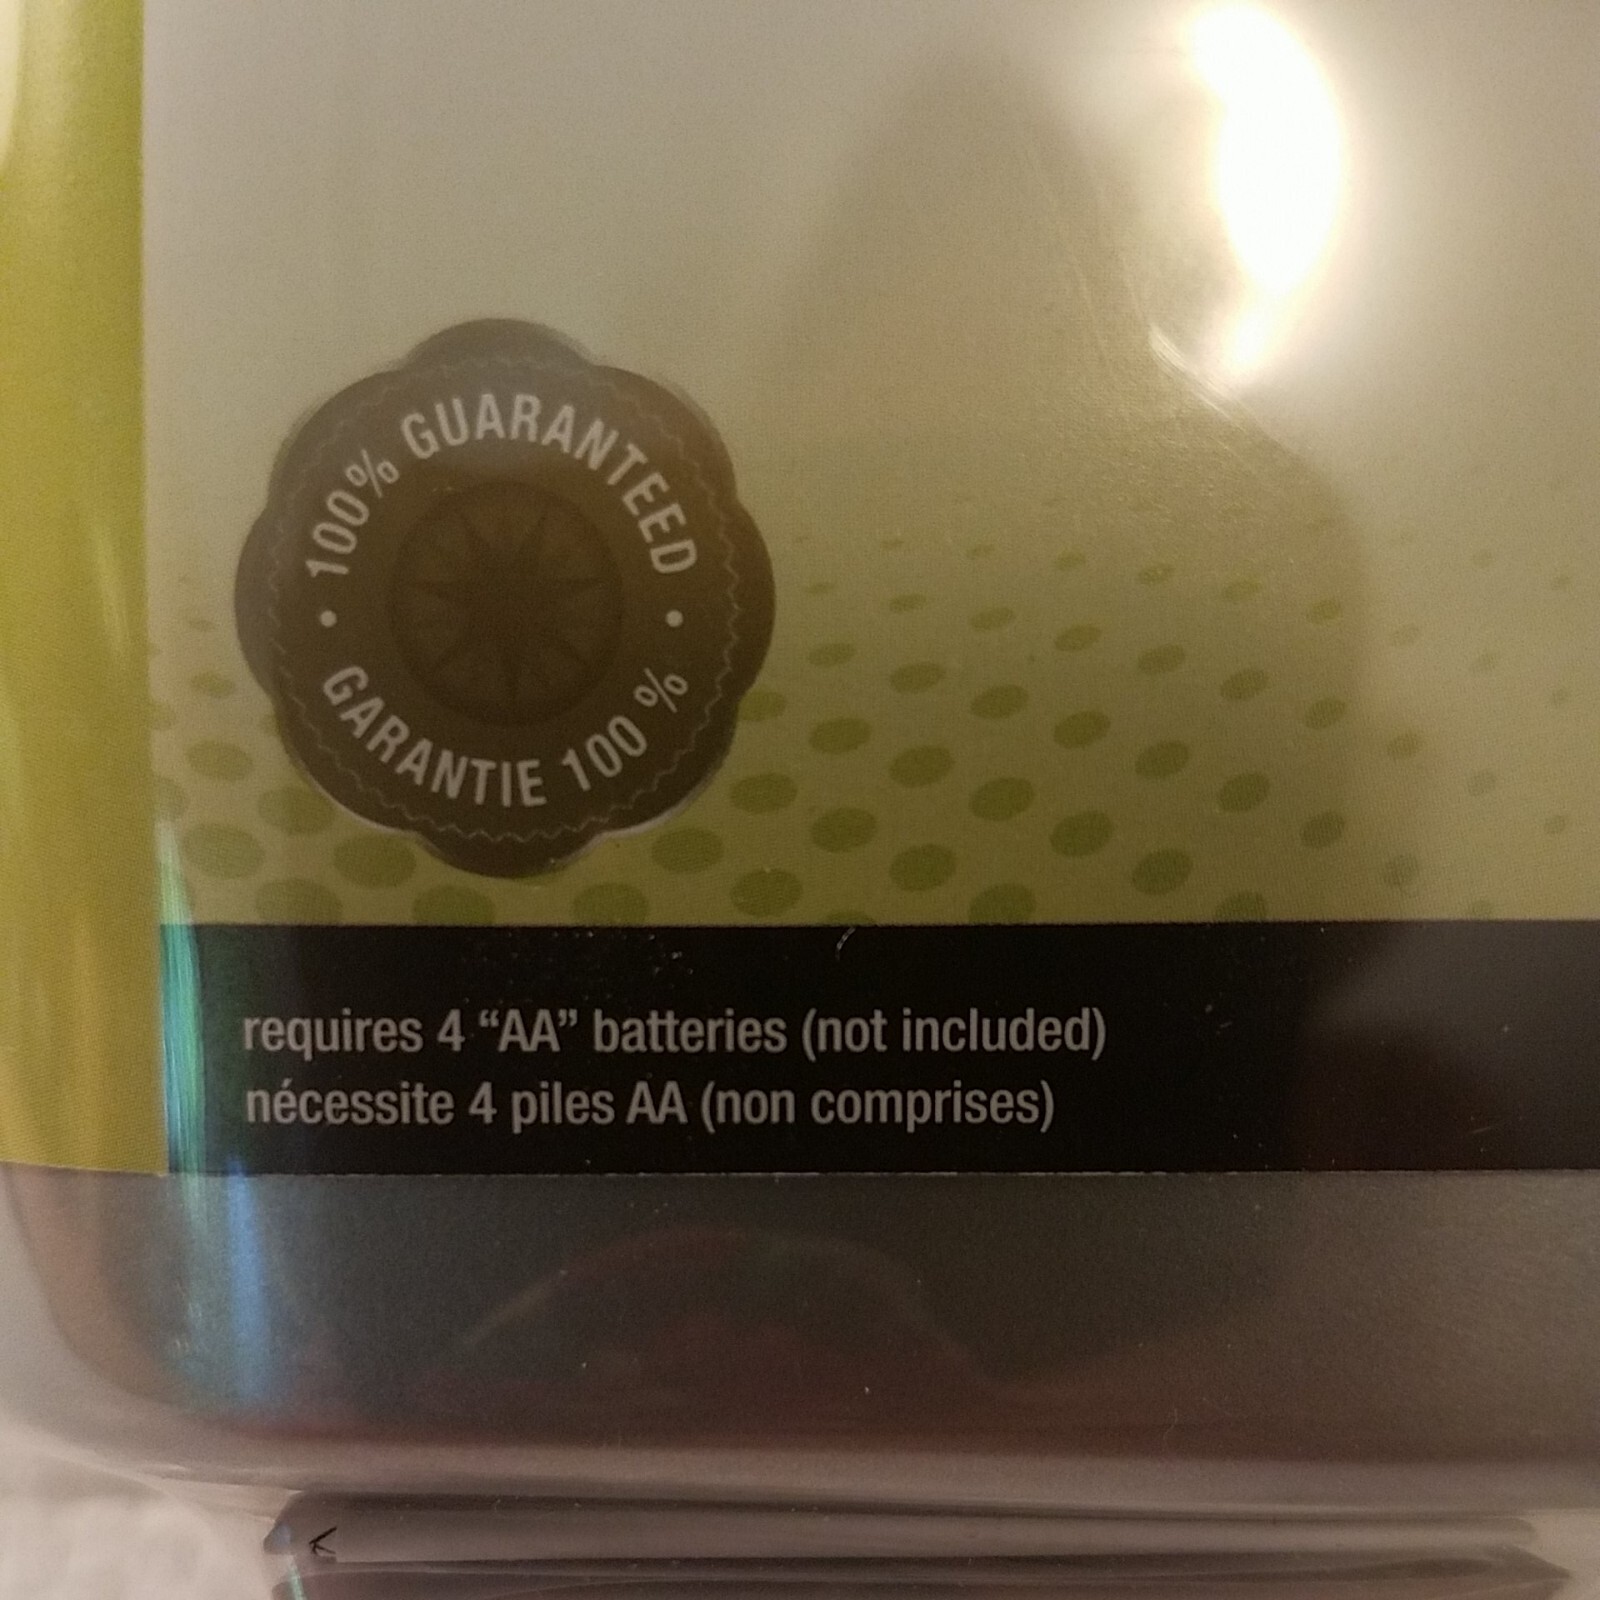 100% GUARANTEED
• GARANTIE 100 % •
requires 4 “AA” batteries (not included)
nécessite 4 piles AA (non comprises)